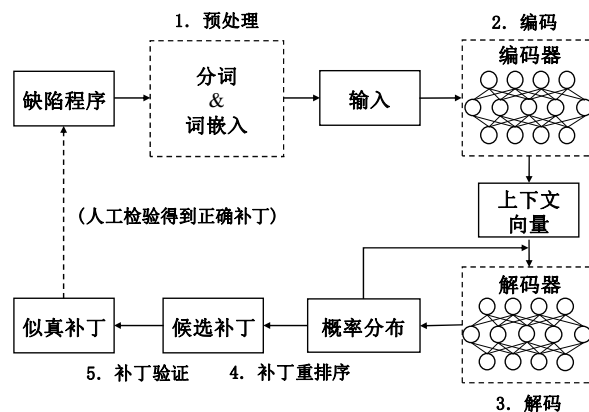 1. 预处理
2. 编码
缺陷程序
分词
&
词嵌入
输入
编码器
上下文
向量
(人工检验得到正确补丁)
似真补丁
候选补丁
概率分布
解码器
5. 补丁验证
4. 补丁重排序
3. 解码